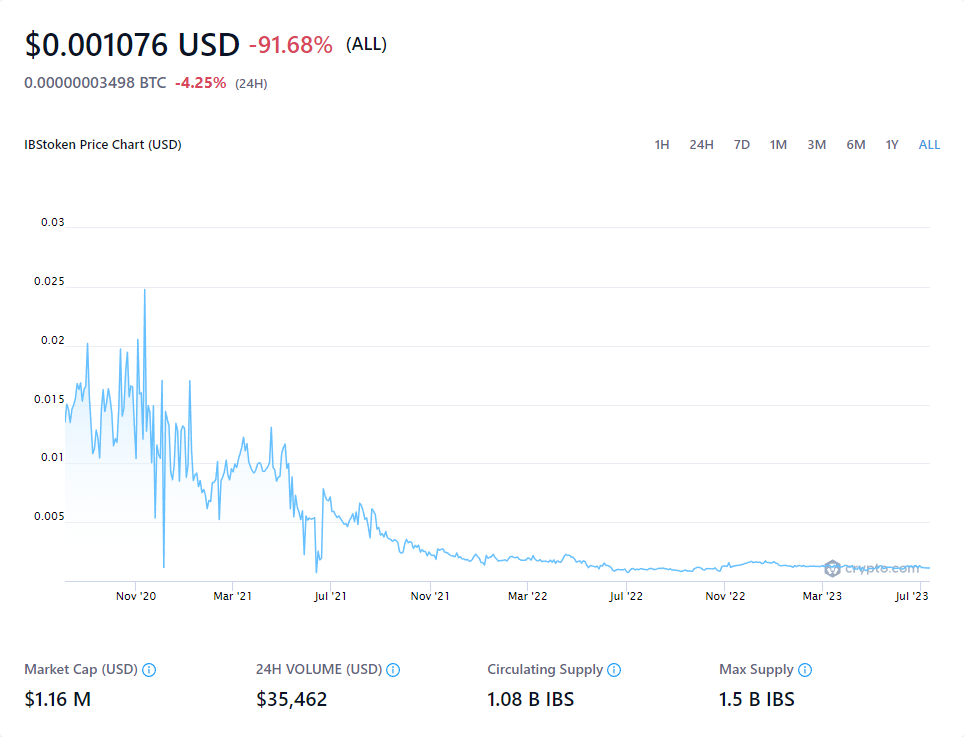 $0.001076 USD -91.68% (ALL)
0.00000003498 BTC -4.25% (24H)
IBStoken Price Chart (USD) 1H 24H 7D 1M 3M 6M 1Y ALL
0.03
0.025
0.02
0.015
0.01
0.005
crypto.com
Nov '20 Mar '21 Jul '21 Nov '21 Mar '22 Jul '22 Nov '22 Mar '23 Jul '23
Market Cap (USD) 24H VOLUME (USD) Circulating Supply Max Supply
$1.16 M $35,462 1.08 B IBS 1.5 B IBS